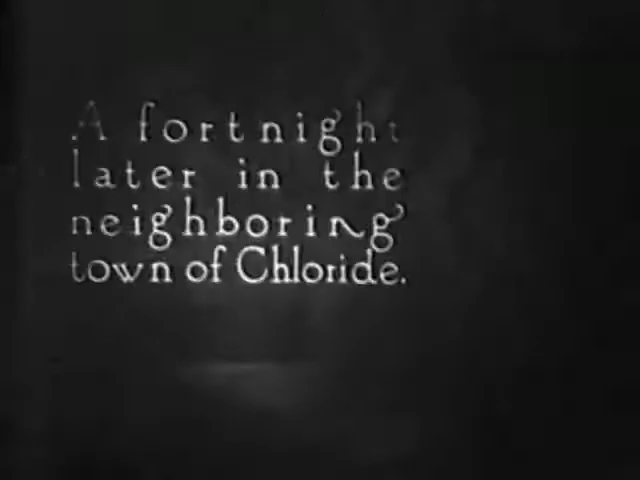 A fortnight
later in the
neighboring
town of Chloride.